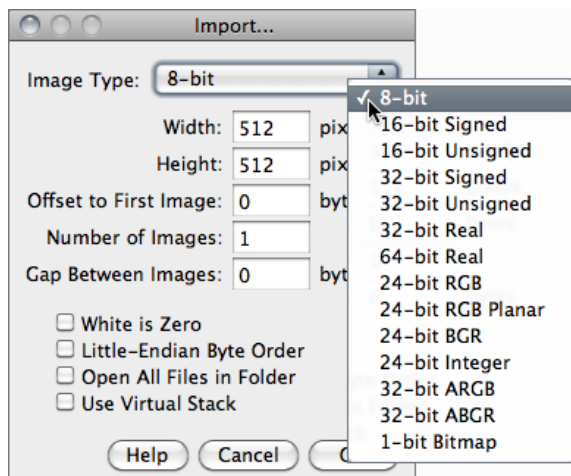 Import...
Image Type: 8-bit
Width: 512 pix
Height: 512 pix
Offset to First Image: 0 byt
Number of Images: 1
Gap Between Images: 0 byt
White is Zero
Little-Endian Byte Order
Open All Files in Folder
Use Virtual Stack
Help Cancel
✓ 8-bit
16-bit Signed
16-bit Unsigned
32-bit Signed
32-bit Unsigned
32-bit Real
64-bit Real
24-bit RGB
24-bit RGB Planar
24-bit BGR
24-bit Integer
32-bit ARGB
32-bit ABGR
1-bit Bitmap